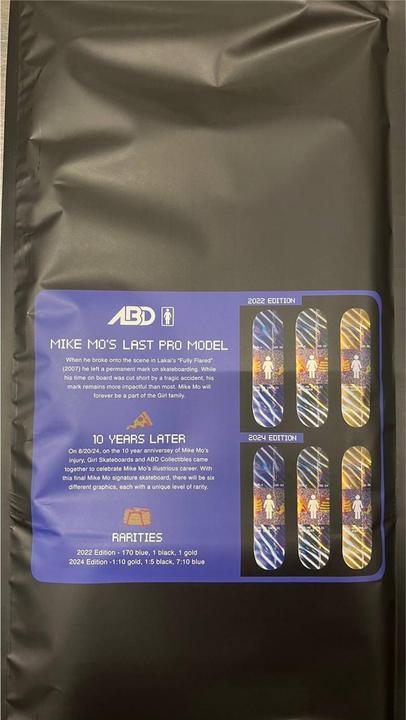 ABD
MIKE MO'S LAST PRO MODEL
When he broke onto the scene in Lakai's "Fully Flared"
(2007) he left a permanent mark on skateboarding. While
his time on board was cut short by a tragic accident, his
mark remains more impactful than most. Mike Mo will
forever be a part of the Girl family.
10 YEARS LATER
On 8/20/24, on the 10 year anniversey of Mike Mo's
injury, Girl Skateboards and ABD Collectibles came
together to celebrate Mike Mo's illustrious career. With
this final Mike Mo signature skateboard, there will be six
different graphics, each with a unique level of rarity.
RARITIES
2022 Edition - 170 blue, 1 black, 1 gold
2024 Edition -1:10 gold, 1:5 black, 7:10 blue
2022 EDITION
2024 EDITION